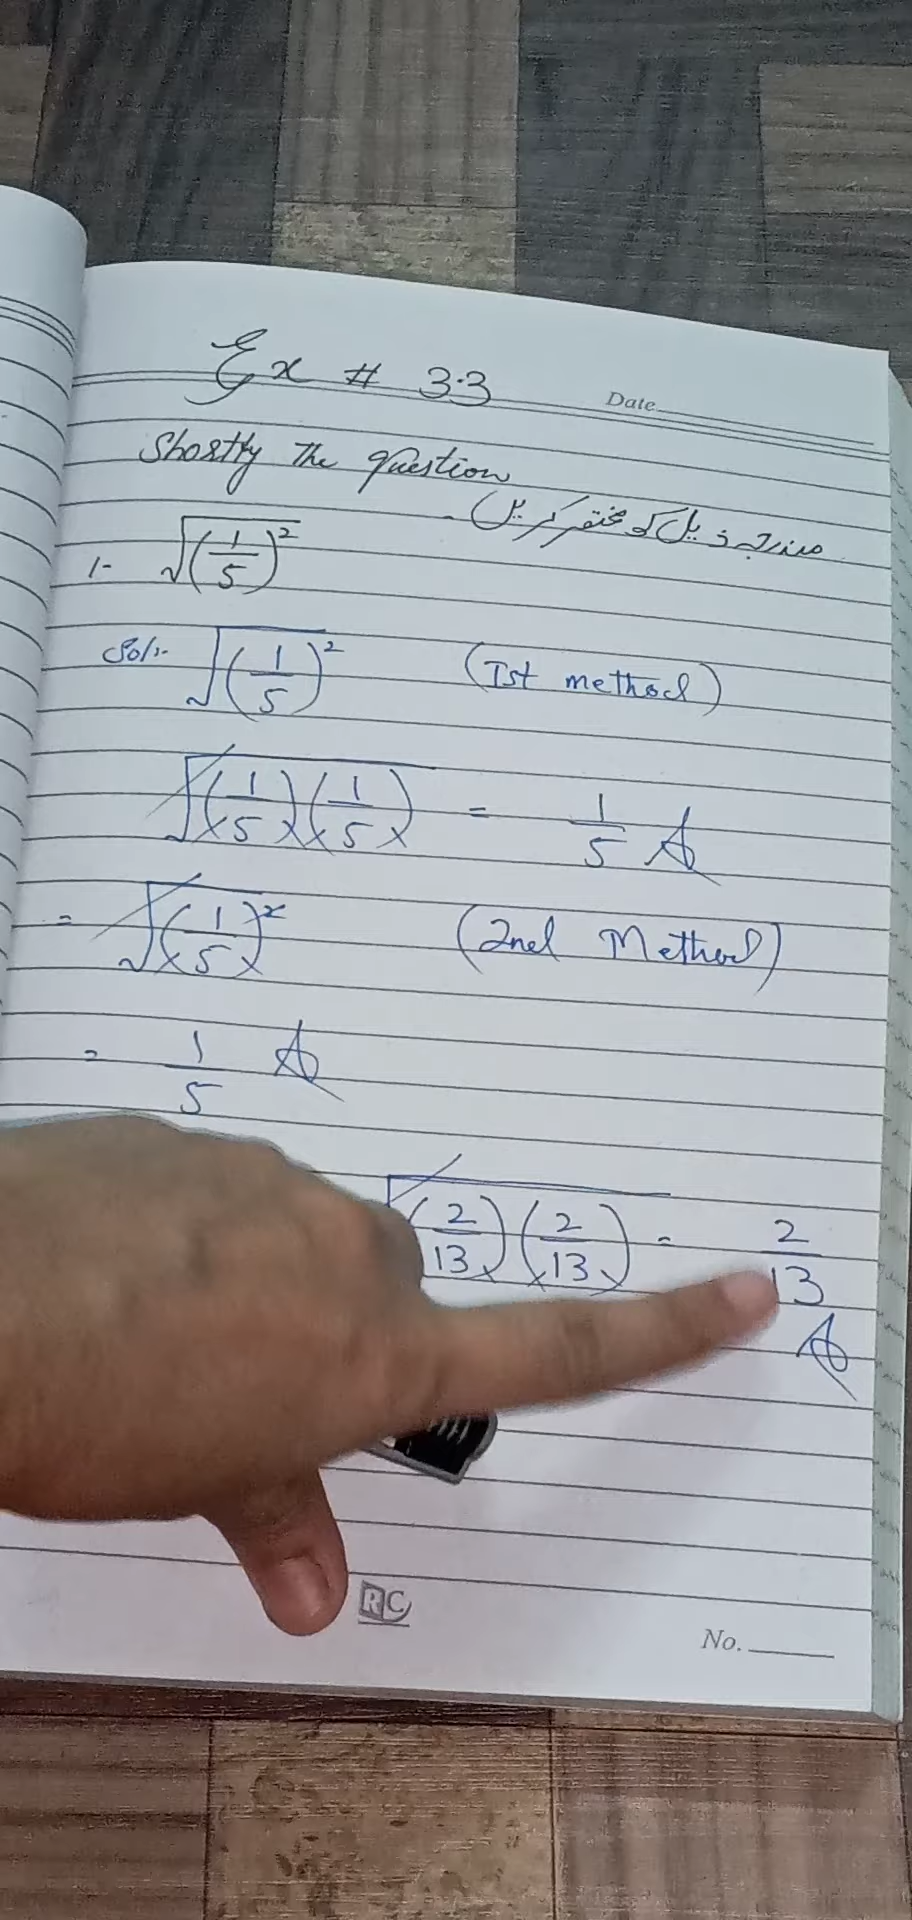 Ex # 3.3
Date
Shortly The question
مندرجہ ذیل کو مختصر کریں۔
1- √(1/5)²
Sol:- √(1/5)² (Ist method)
√(1/5)(1/5) = 1/5 A
= √(1/5)² (2nd Method)
= 1/5 A
√(2/13)(2/13) = 2/13
A
RC
No.